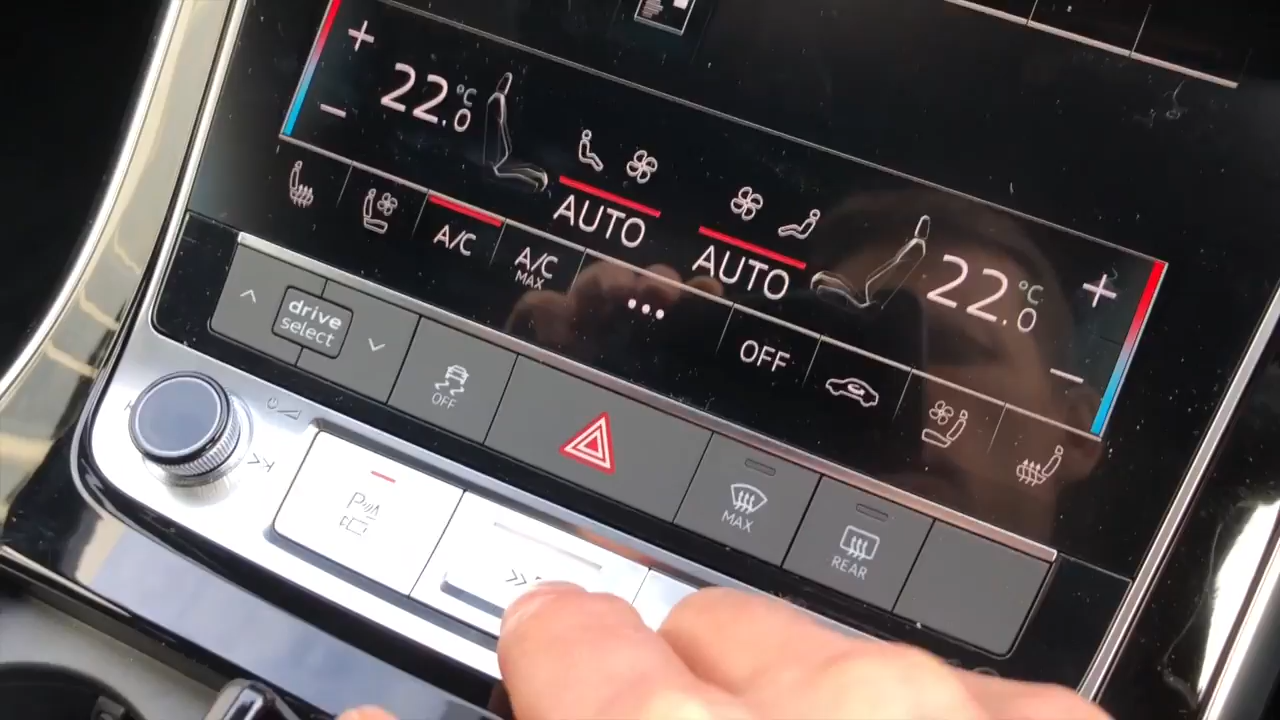 22.0 °C
AUTO
AUTO
22.0 °C
A/C
A/C
MAX
OFF
drive
select
OFF
MAX
REAR
P